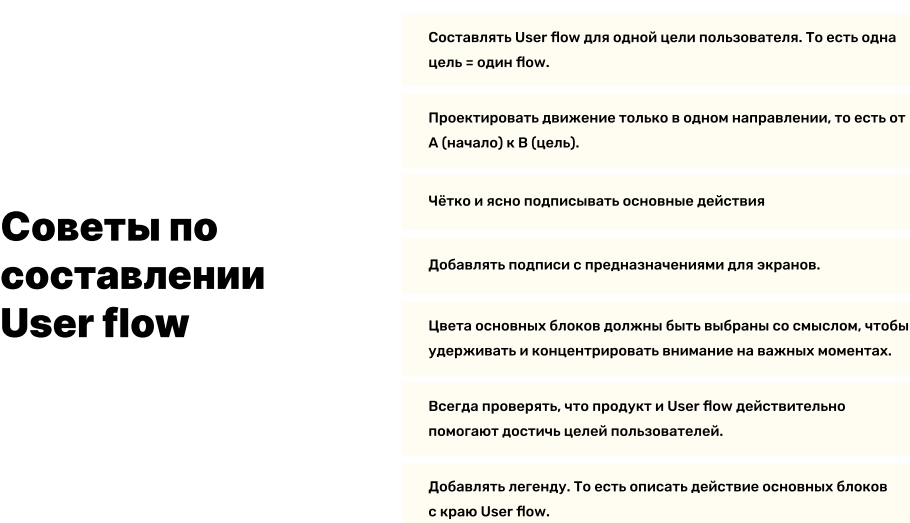 Советы по
составлении
User flow
Составлять User flow для одной цели пользователя. То есть одна
цель = один flow.
Проектировать движение только в одном направлении, то есть от
А (начало) к В (цель).
Чётко и ясно подписывать основные действия
Добавлять подписи с предназначениями для экранов.
Цвета основных блоков должны быть выбраны со смыслом, чтобы
удерживать и концентрировать внимание на важных моментах.
Всегда проверять, что продукт и User flow действительно
помогают достичь целей пользователей.
Добавлять легенду. То есть описать действие основных блоков
с краю User flow.